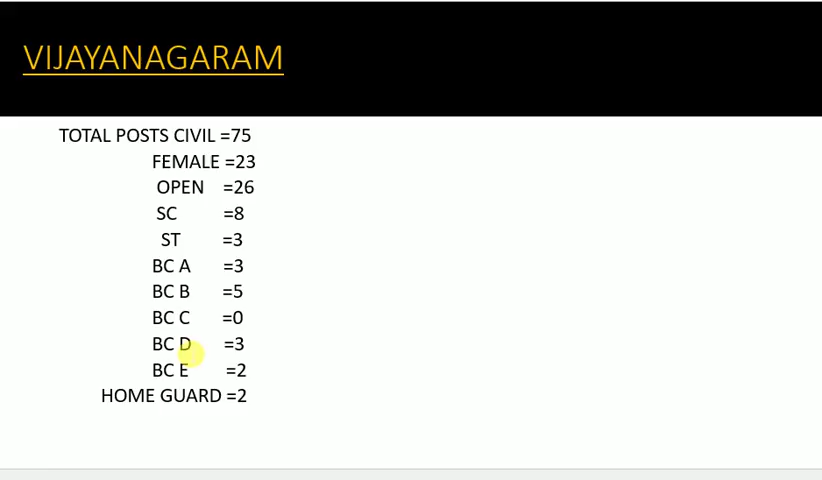 VIJAYANAGARAM
TOTAL POSTS CIVIL =75
FEMALE =23
OPEN =26
SC =8
ST =3
BC A =3
BC B =5
BC C =0
BC D =3
BC E =2
HOME GUARD =2